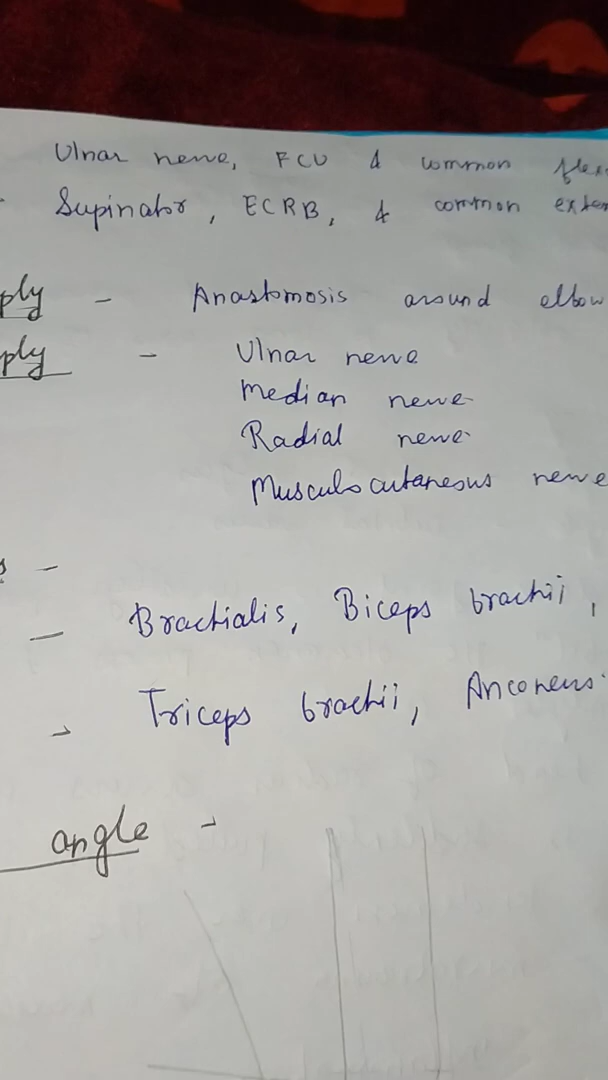 Ulnar nerve, FCU & common flex
Supinator, ECRB, & common exten
ply - Anastomosis around elbow
ply - Ulnar nerve
Median nerve
Radial nerve
Musculocutaneous nerve
s -
- Brachialis, Biceps brachii,
- Triceps brachii, Anconeus.
angle -